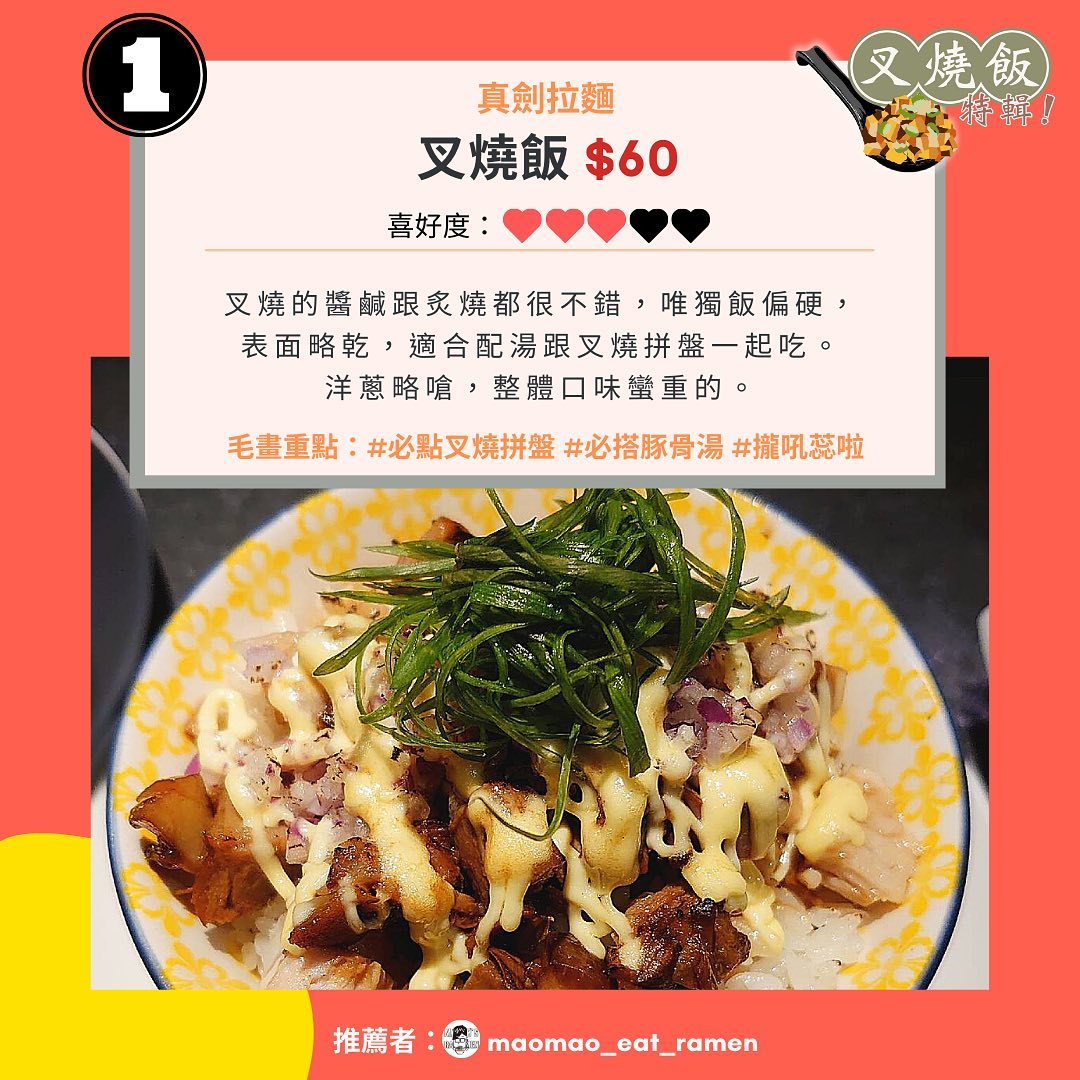 1
叉燒飯
特輯!
真劍拉麵
叉燒飯 $60
喜好度：
叉燒的醬鹹跟炙燒都很不錯，唯獨飯偏硬，
表面略乾，適合配湯跟叉燒拼盤一起吃。
洋蔥略嗆，整體口味蠻重的。
毛畫重點：#必點叉燒拼盤 #必搭豚骨湯 #攏吼蕊啦
推薦者： maomao_eat_ramen